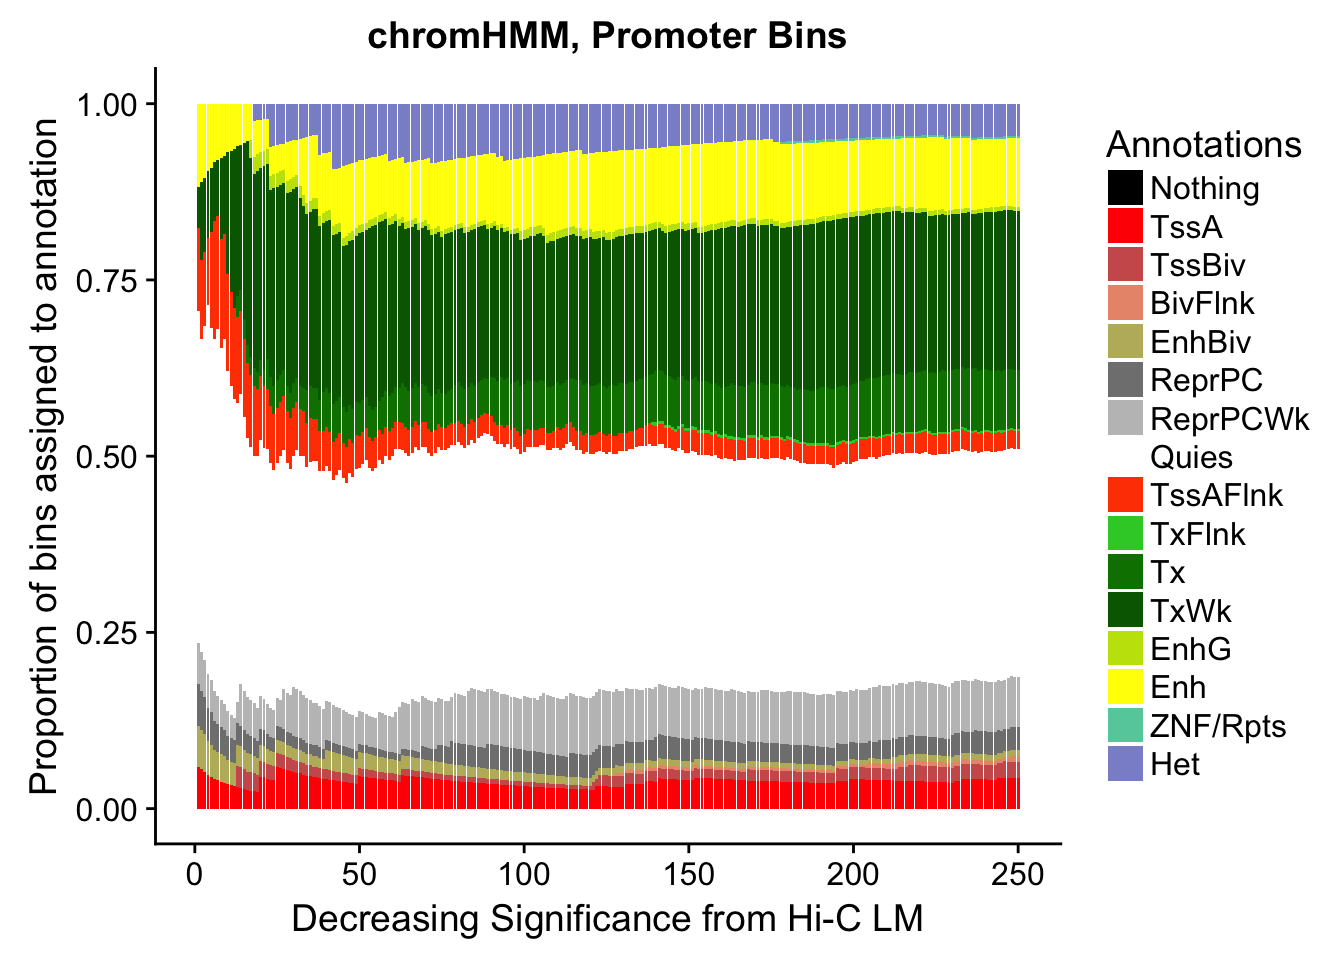 chromHMM, Promoter Bins
Proportion of bins assigned to annotation
1.00
0.75
0.50
0.25
0.00
0
50
100
150
200
250
Decreasing Significance from Hi-C LM
Annotations
Nothing
TssA
TssBiv
BivFlnk
EnhBiv
ReprPC
ReprPCWk
Quies
TssAFlnk
TxFlnk
Tx
TxWk
EnhG
Enh
ZNF/Rpts
Het